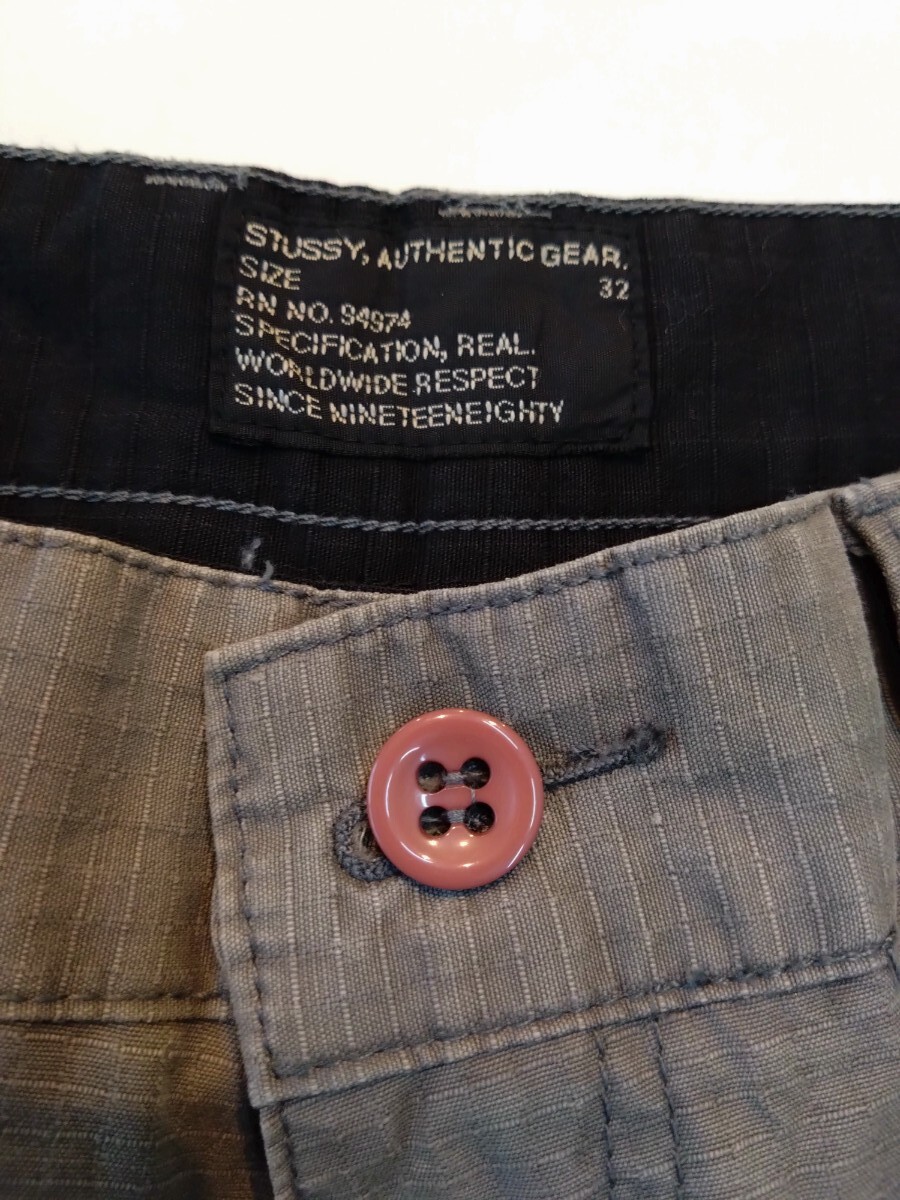 STUSSY, AUTHENTIC GEAR.
SIZE 32
RN NO. 94974
SPECIFICATION, REAL.
WORLDWIDE RESPECT
SINCE NINETEENEIGHTY